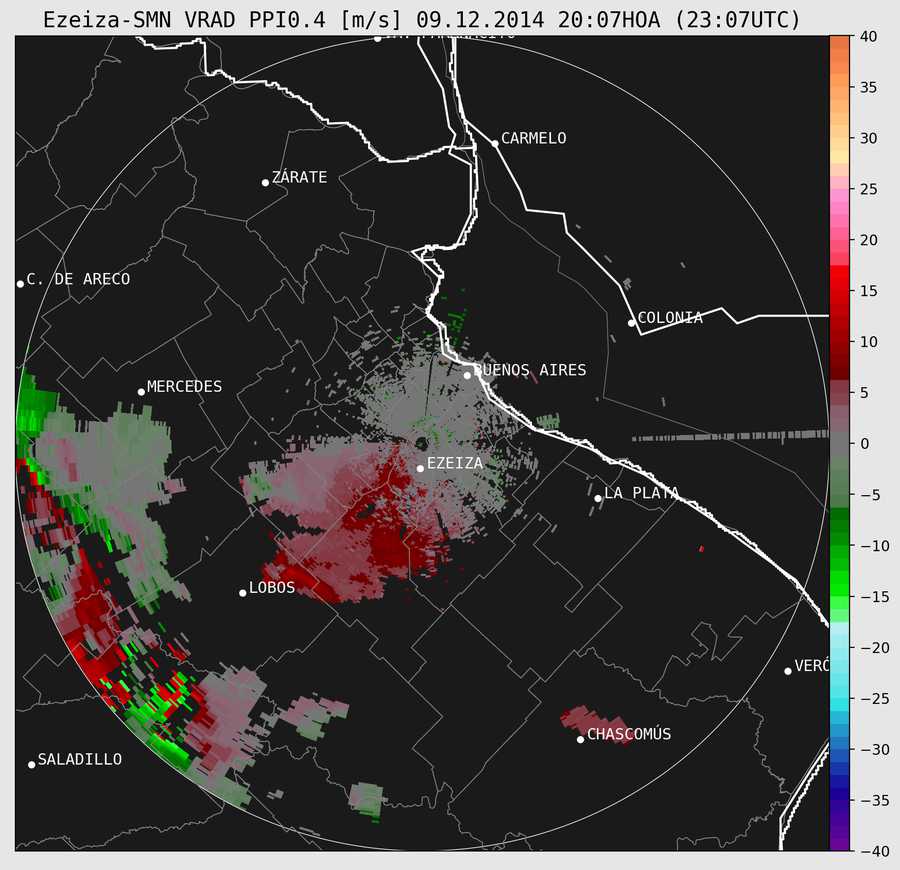 Ezeiza-SMN VRAD PPI0.4 [m/s] 09.12.2014 20:07HOA (23:07UTC)
CARMELO
ZÁRATE
C. DE ARECO
COLONIA
BUENOS AIRES
MERCEDES
EZEIZA
LA PLATA
LOBOS
VERÓ
CHASCOMÚS
SALADILLO
40
35
30
25
20
15
10
5
0
−5
−10
−15
−20
−25
−30
−35
−40